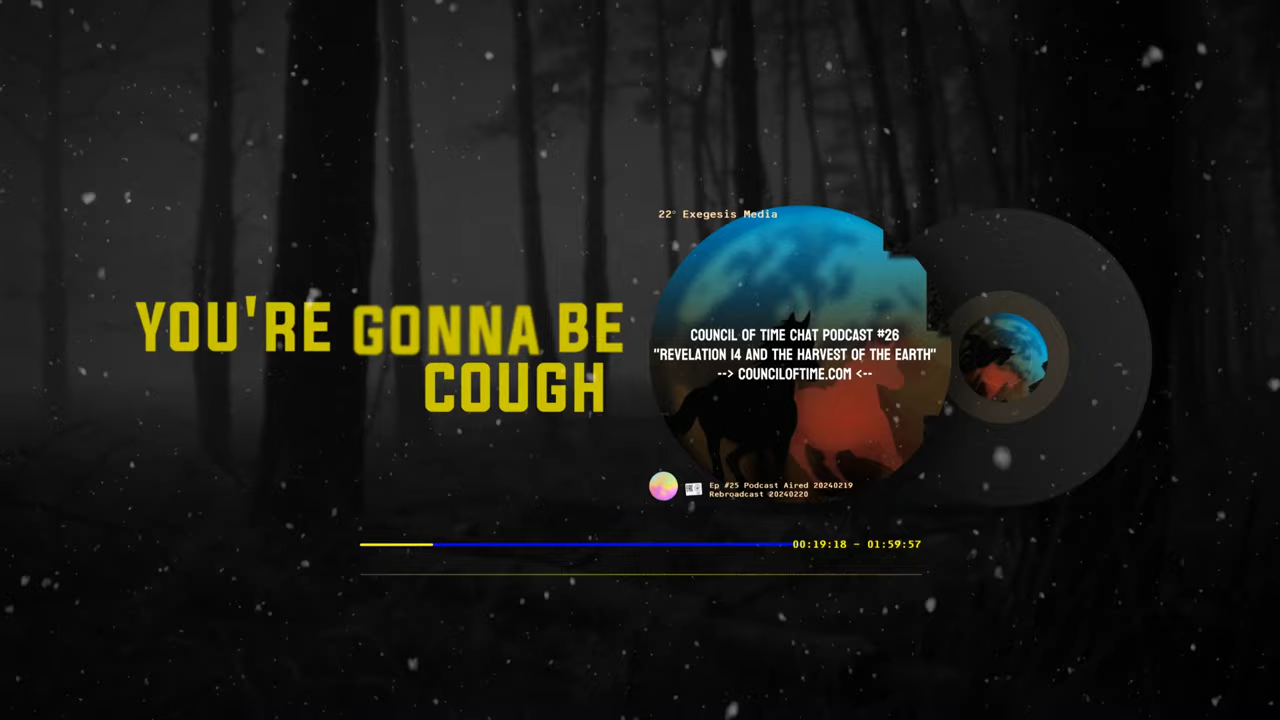 22° Exegesis Media
YOU'RE GONNA BE
COUGH
COUNCIL OF TIME CHAT PODCAST #26
"REVELATION 14 AND THE HARVEST OF THE EARTH"
--> COUNCILOFTIME.COM <--
Ep #25 Podcast Aired 20240219
Rebroadcast 20240220
00:19:18 - 01:59:57